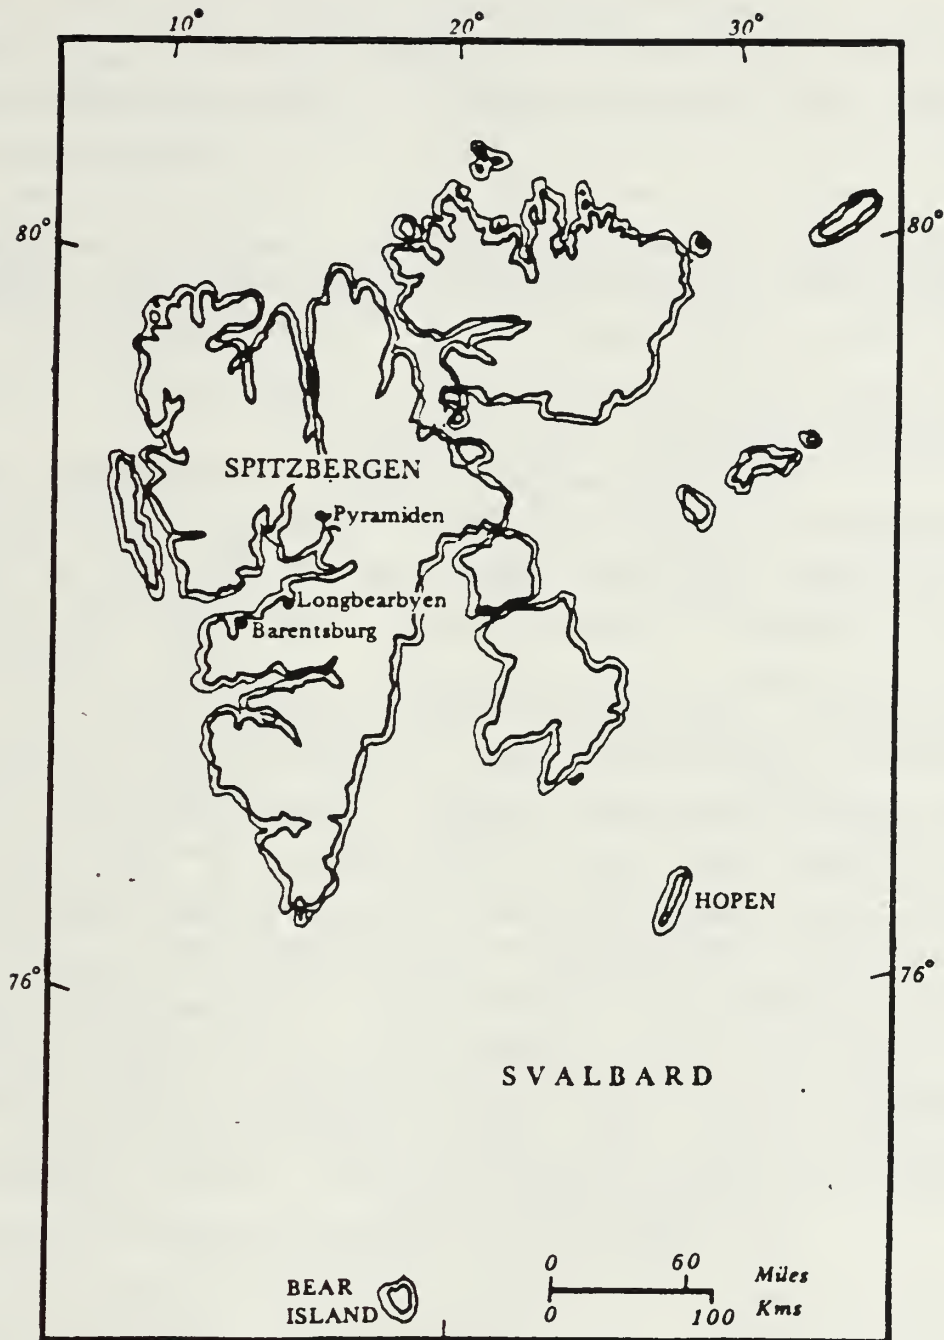 10° 20° 30°
80° 80°
SPITZBERGEN
Pyramiden
Longbearbyen
Barentsburg
HOPEN
76° 76°
SVALBARD
BEAR
ISLAND
0 60 Miles
0 100 Kms